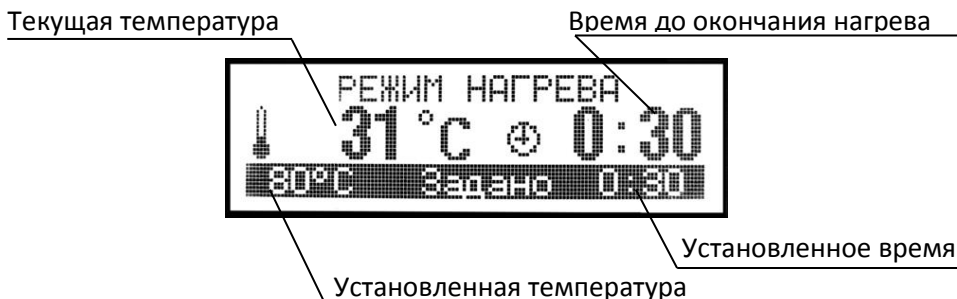 Текущая температура
Время до окончания нагрева
РЕЖИМ НАГРЕВА
31 °C 0:30
80°C Задано 0:30
Установленное время
Установленная температура